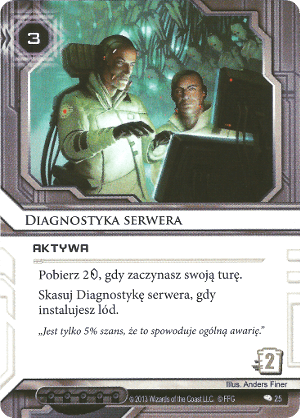 3
DIAGNOSTYKA SERWERA
AKTYWA
Pobierz 2, gdy zaczynasz swoją turę.
Skasuj Diagnostykę serwera, gdy
instalujesz lód.
„Jest tylko 5% szans, że to spowoduje ogólną awarię.”
2
Illus. Anders Finer
© 2013 Wizards of the Coast LLC. © FFG
25